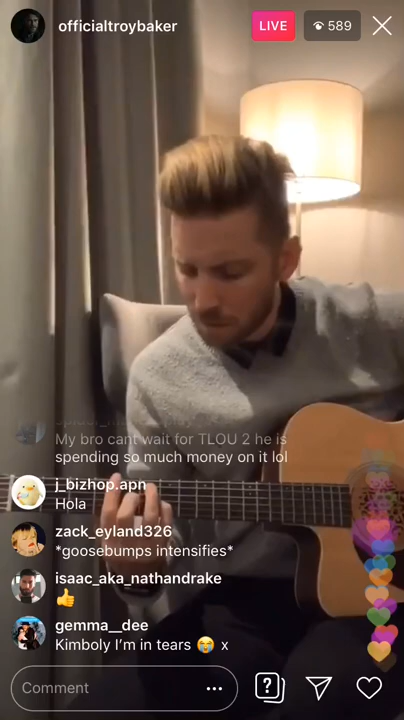 officialtroybaker
LIVE
589
My bro cant wait for TLOU 2 he is
spending so much money on it lol
j_bizhop.apn
Hola
zack_eyland326
*goosebumps intensifies*
isaac_aka_nathandrake
👍
gemma__dee
Kimboly I'm in tears 😭 x
Comment